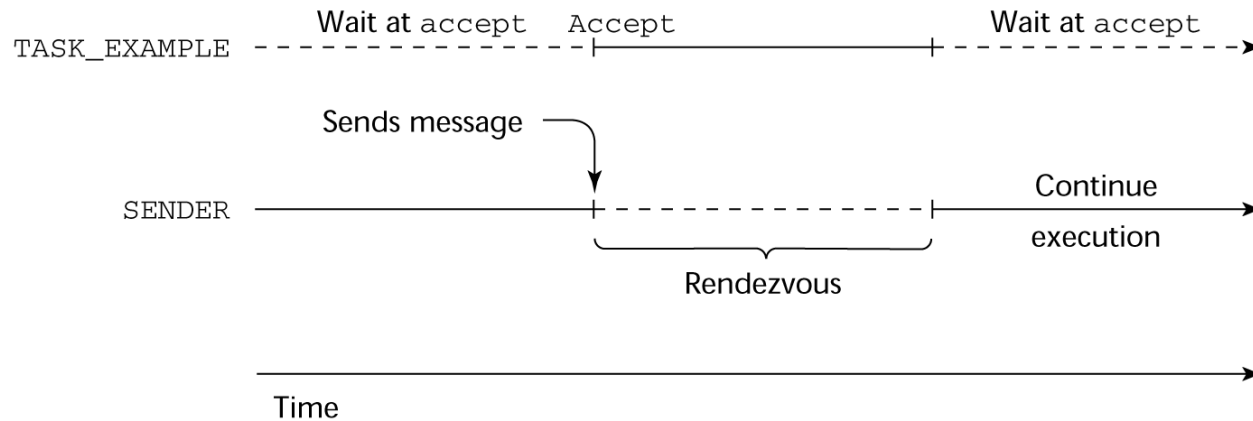 Wait at accept Accept Wait at accept
TASK_EXAMPLE
Sends message
SENDER
Continue
execution
Rendezvous
Time